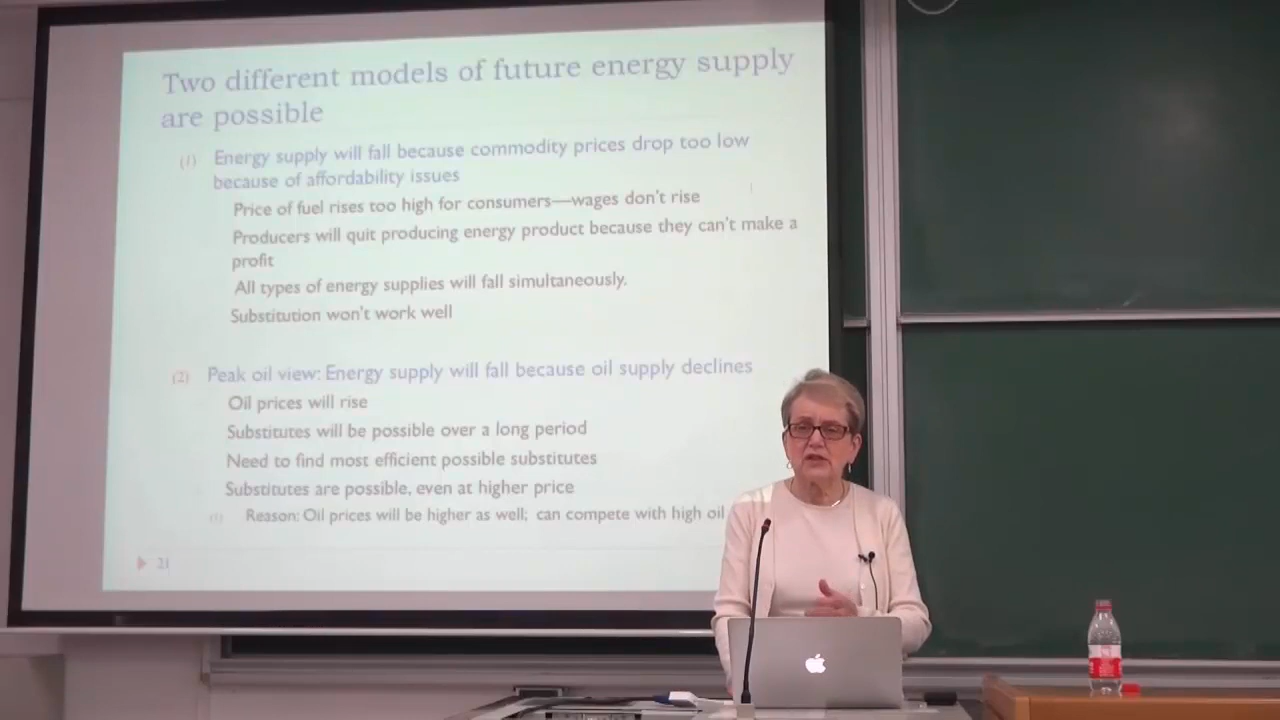 Two different models of future energy supply
are possible
(1) Energy supply will fall because commodity prices drop too low
because of affordability issues
Price of fuel rises too high for consumers—wages don't rise
Producers will quit producing energy product because they can't make a
profit
All types of energy supplies will fall simultaneously.
Substitution won't work well
(2) Peak oil view: Energy supply will fall because oil supply declines
Oil prices will rise
Substitutes will be possible over a long period
Need to find most efficient possible substitutes
Substitutes are possible, even at higher price
(1) Reason: Oil prices will be higher as well; can compete with high oil
21